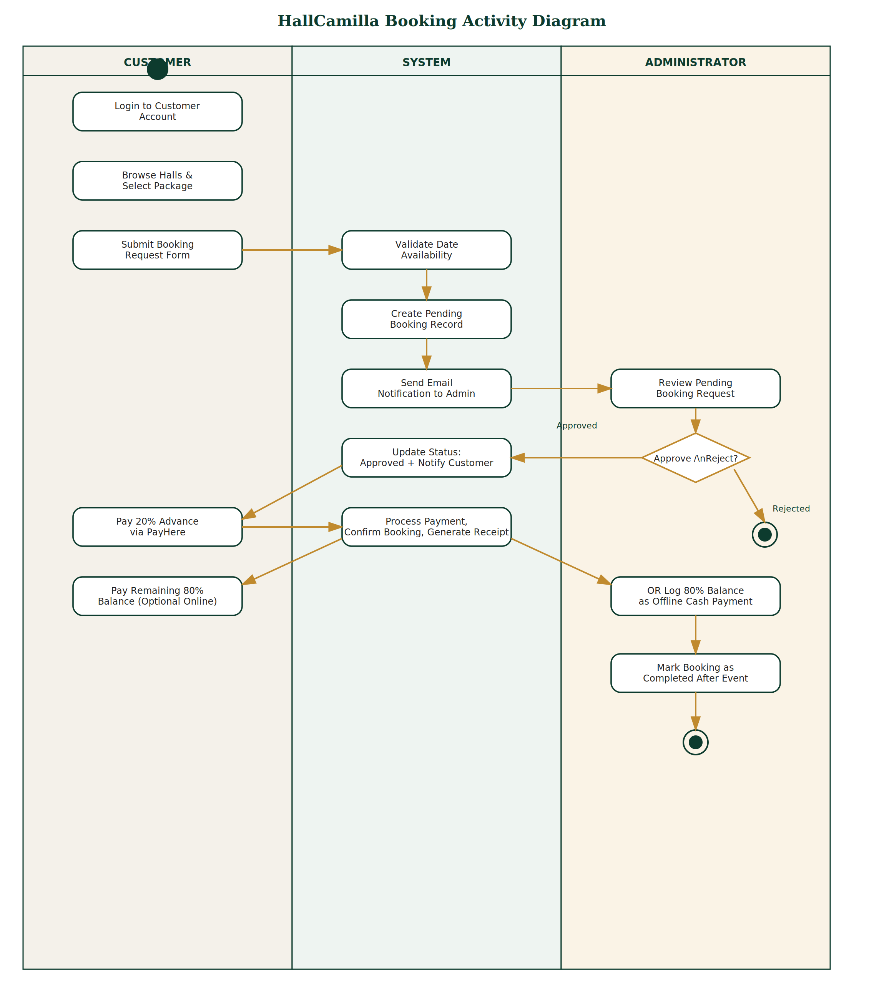 HallCamilla Booking Activity Diagram
CUSTOMER
SYSTEM
ADMINISTRATOR
Login to Customer
Account
Browse Halls &
Select Package
Submit Booking
Request Form
Validate Date
Availability
Create Pending
Booking Record
Send Email
Notification to Admin
Review Pending
Booking Request
Approved
Update Status:
Approved + Notify Customer
Approve /\nReject?
Rejected
Pay 20% Advance
via PayHere
Process Payment,
Confirm Booking, Generate Receipt
Pay Remaining 80%
Balance (Optional Online)
OR Log 80% Balance
as Offline Cash Payment
Mark Booking as
Completed After Event